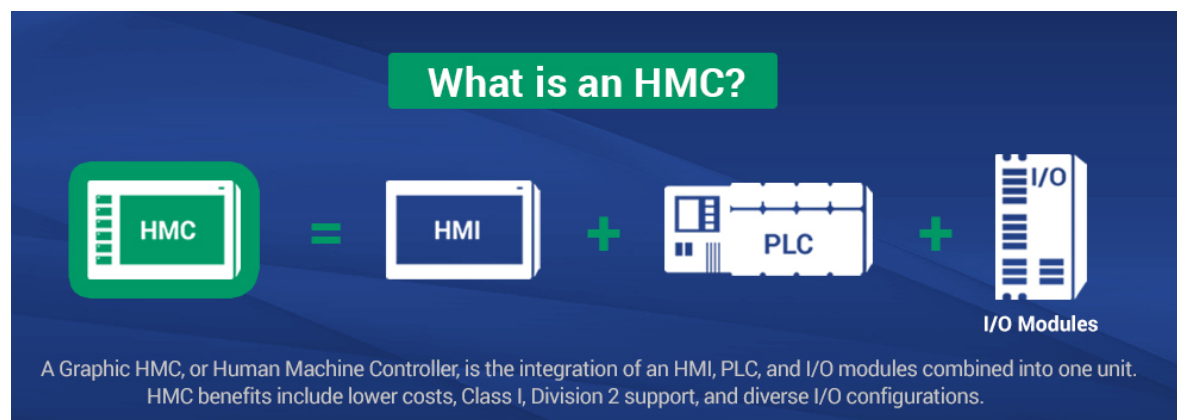 What is an HMC?
HMC = HMI + PLC + I/O
I/O Modules
A Graphic HMC, or Human Machine Controller, is the integration of an HMI, PLC, and I/O modules combined into one unit.
HMC benefits include lower costs, Class I, Division 2 support, and diverse I/O configurations.